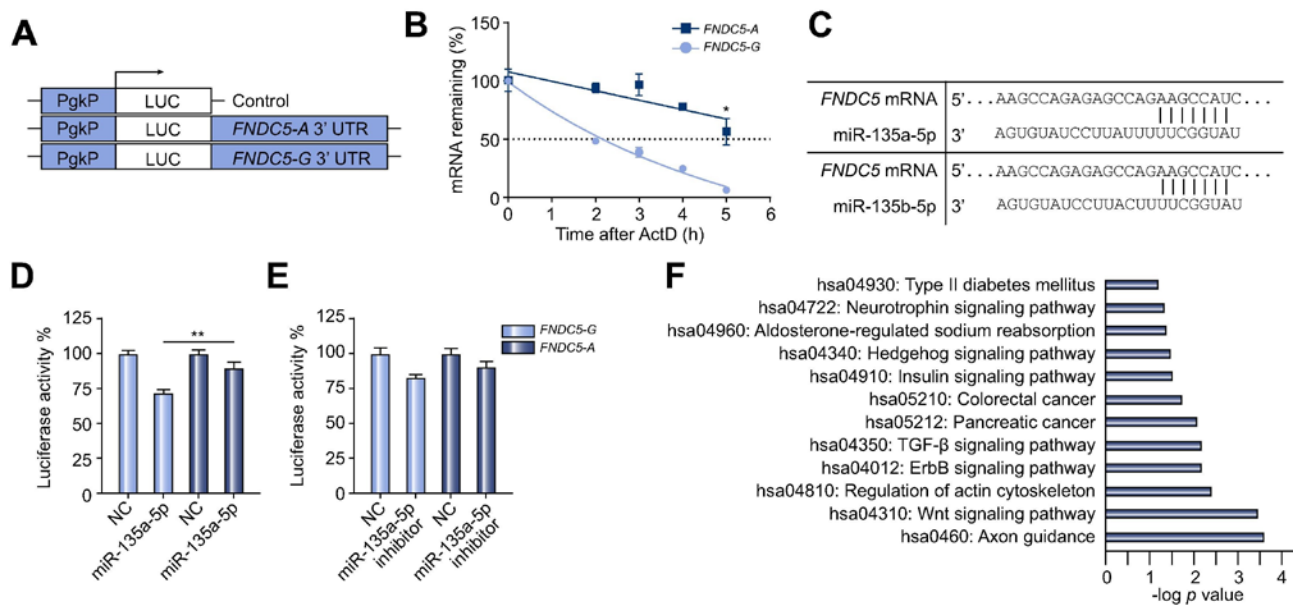 A
PgkP LUC Control
PgkP LUC FNDC5-A 3' UTR
PgkP LUC FNDC5-G 3' UTR
B
mRNA remaining (%)
150
100
50
0
0 1 2 3 4 5 6
Time after ActD (h)
FNDC5-A
FNDC5-G
*
C
FNDC5 mRNA 5' ...AAGCCAGAGAGCCAGAAGCCAUC...
miR-135a-5p 3' AGUGUAUCCUUAUUUUUCGGUAU
FNDC5 mRNA 5' ...AAGCCAGAGAGCCAGAAGCCAUC...
miR-135b-5p 3' AGUGUAUCCUUACUUUUCGGUAU
D
Luciferase activity %
125
100
75
50
25
0
**
NC
miR-135a-5p
NC
miR-135a-5p
E
Luciferase activity %
125
100
75
50
25
0
NC
miR-135a-5p
inhibitor
NC
miR-135a-5p
inhibitor
FNDC5-G
FNDC5-A
F
hsa04930: Type II diabetes mellitus
hsa04722: Neurotrophin signaling pathway
hsa04960: Aldosterone-regulated sodium reabsorption
hsa04340: Hedgehog signaling pathway
hsa04910: Insulin signaling pathway
hsa05210: Colorectal cancer
hsa05212: Pancreatic cancer
hsa04350: TGF-β signaling pathway
hsa04012: ErbB signaling pathway
hsa04810: Regulation of actin cytoskeleton
hsa04310: Wnt signaling pathway
hsa0460: Axon guidance
0 1 2 3 4
-log p value